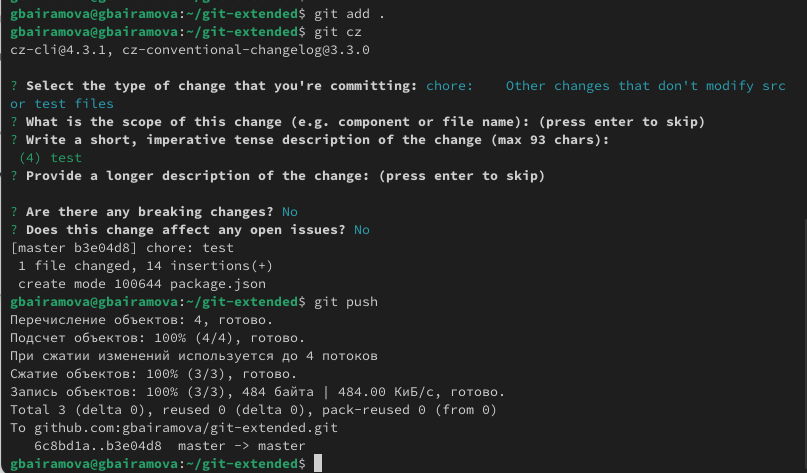 gbairamova@gbairamova:~/git-extended$ git add .
gbairamova@gbairamova:~/git-extended$ git cz
cz-cli@4.3.1, cz-conventional-changelog@3.3.0
? Select the type of change that you're committing: chore:    Other changes that don't modify src
or test files
? What is the scope of this change (e.g. component or file name): (press enter to skip)
? Write a short, imperative tense description of the change (max 93 chars):
 (4) test
? Provide a longer description of the change: (press enter to skip)
? Are there any breaking changes? No
? Does this change affect any open issues? No
[master b3e04d8] chore: test
 1 file changed, 14 insertions(+)
 create mode 100644 package.json
gbairamova@gbairamova:~/git-extended$ git push
Перечисление объектов: 4, готово.
Подсчет объектов: 100% (4/4), готово.
При сжатии изменений используется до 4 потоков
Сжатие объектов: 100% (3/3), готово.
Запись объектов: 100% (3/3), 484 байта | 484.00 КиБ/с, готово.
Total 3 (delta 0), reused 0 (delta 0), pack-reused 0 (from 0)
To github.com:gbairamova/git-extended.git
   6c8bd1a..b3e04d8  master -> master
gbairamova@gbairamova:~/git-extended$